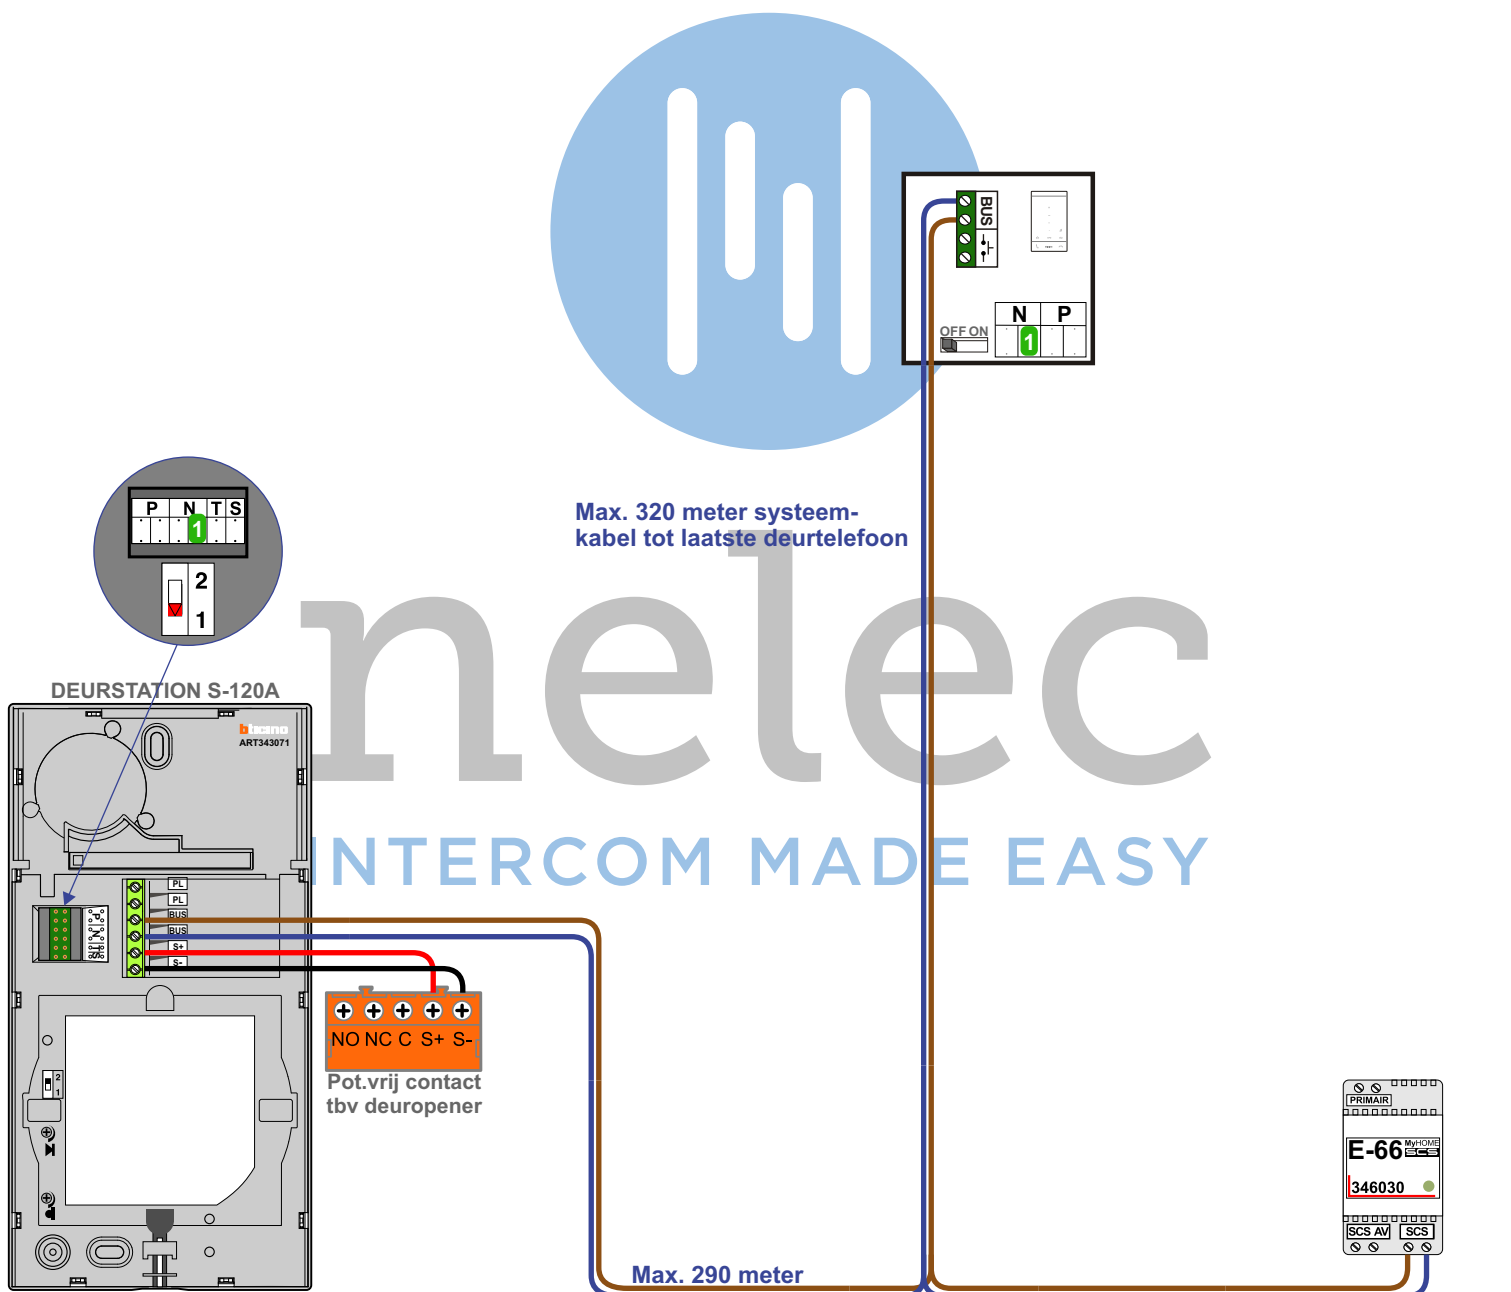 BUS
N P
OFF ON
1
Max. 320 meter systeem-
kabel tot laatste deurtelefoon
P N T S
1
2
1
nelec
INTERCOM MADE EASY
DEURSTATION S-120A
bticino
ART343071
PL
PL
BUS
BUS
S+
S-
P N T S
NO NC C S+ S-
Pot.vrij contact
tbv deuropener
2
1
Max. 290 meter
PRIMAIR
E-66 MyHOME
SCS
346030
SCS AV SCS